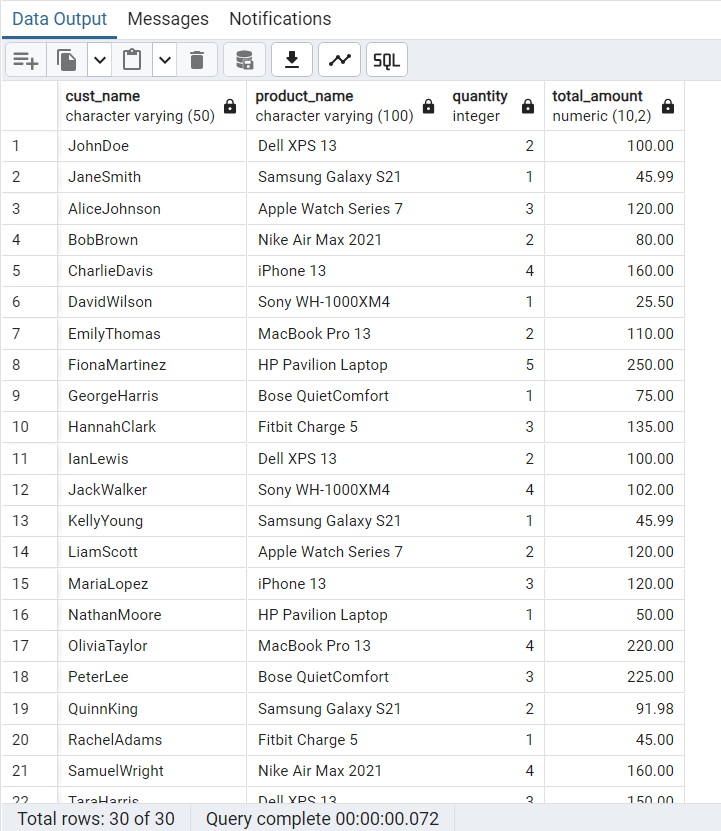 Data Output Messages Notifications
SQL
cust_name product_name quantity total_amount
character varying (50) character varying (100) integer numeric (10,2)
1 JohnDoe Dell XPS 13 2 100.00
2 JaneSmith Samsung Galaxy S21 1 45.99
3 AliceJohnson Apple Watch Series 7 3 120.00
4 BobBrown Nike Air Max 2021 2 80.00
5 CharlieDavis iPhone 13 4 160.00
6 DavidWilson Sony WH-1000XM4 1 25.50
7 EmilyThomas MacBook Pro 13 2 110.00
8 FionaMartinez HP Pavilion Laptop 5 250.00
9 GeorgeHarris Bose QuietComfort 1 75.00
10 HannahClark Fitbit Charge 5 3 135.00
11 IanLewis Dell XPS 13 2 100.00
12 JackWalker Sony WH-1000XM4 4 102.00
13 KellyYoung Samsung Galaxy S21 1 45.99
14 LiamScott Apple Watch Series 7 2 120.00
15 MariaLopez iPhone 13 3 120.00
16 NathanMoore HP Pavilion Laptop 1 50.00
17 OliviaTaylor MacBook Pro 13 4 220.00
18 PeterLee Bose QuietComfort 3 225.00
19 QuinnKing Samsung Galaxy S21 2 91.98
20 RachelAdams Fitbit Charge 5 1 45.00
21 SamuelWright Nike Air Max 2021 4 160.00
22 TaraHarris Dell XPS 13 3 150.00
Total rows: 30 of 30 Query complete 00:00:00.072